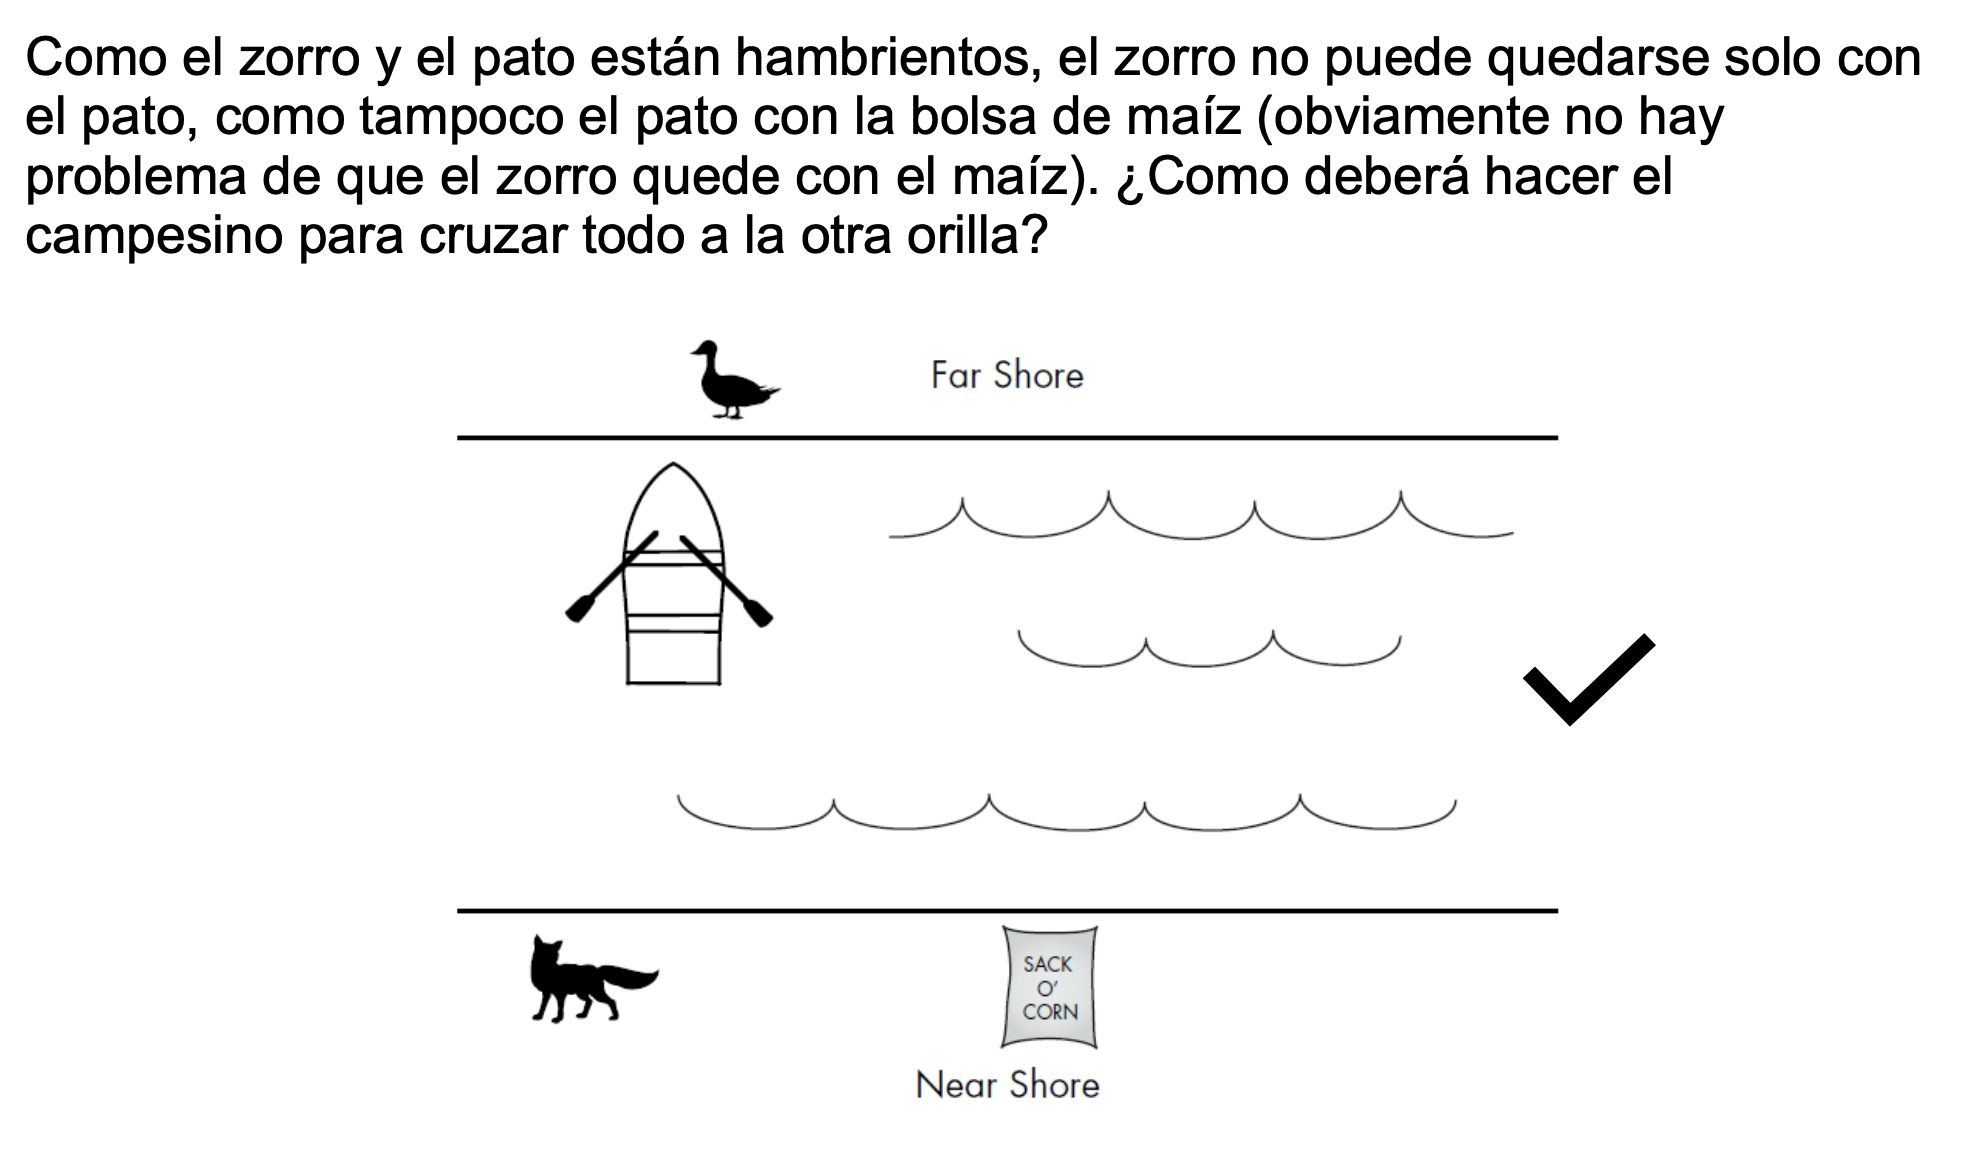 Como el zorro y el pato están hambrientos, el zorro no puede quedarse solo con
el pato, como tampoco el pato con la bolsa de maíz (obviamente no hay
problema de que el zorro quede con el maíz). ¿Como deberá hacer el
campesino para cruzar todo a la otra orilla?
Far Shore
SACK
O'
CORN
Near Shore